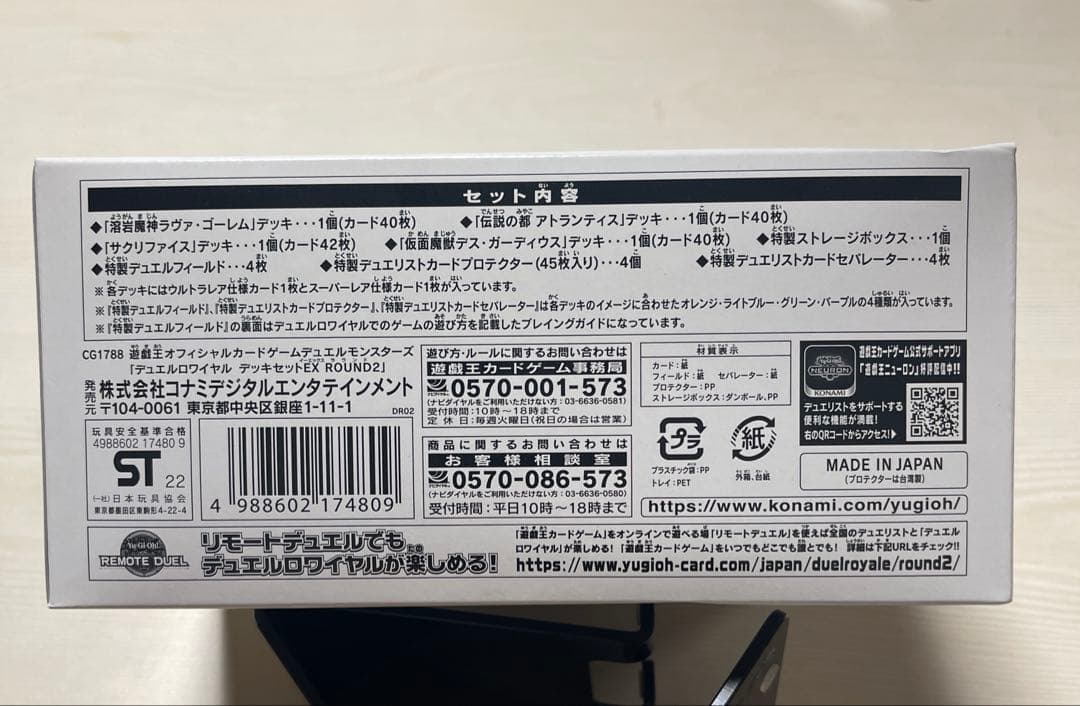 セット内容
◆「溶岩魔神ラヴァ・ゴーレム」デッキ・・・1個(カード40枚) ◆「伝説の都 アトランティス」デッキ・・・1個(カード40枚)
◆「サクリファイス」デッキ・・・1個(カード42枚) ◆「仮面魔獣デス・ガーディウス」デッキ・・・1個(カード40枚) ◆特製ストレージボックス・・・1個
◆特製デュエルフィールド・・・4枚 ◆特製デュエリストカードプロテクター(45枚入り)・・・4個 ◆特製デュエリストカードセパレーター・・・4枚
※各デッキにはウルトラレア仕様カード1枚とスーパーレア仕様カード1枚が入っています。
※『特製デュエルフィールド』、『特製デュエリストカードプロテクター』、『特製デュエリストカードセパレーター』は各デッキのイメージに合わせたオレンジ・ライトブルー・グリーン・パープルの4種類が入っています。
※『特製デュエルフィールド』の裏面はデュエルロワイヤルでのゲームの遊び方を記載したプレイングガイドになっています。
CG1788 遊戯王オフィシャルカードゲームデュエルモンスターズ
「デュエルロワイヤル デッキセットEX ROUND2」
発売元 株式会社コナミデジタルエンタテインメント
〒104-0061 東京都中央区銀座1-11-1 DR02
玩具安全基準合格
4988602 17480 9
ST 22
(一社)日本玩具協会
東京都墨田区東駒形4-22-4
4 988602 174809
遊び方・ルールに関するお問い合わせは
遊戯王カードゲーム事務局
ナビダイヤル 0570-001-573
(ナビダイヤルをご利用いただけない方:03-6636-0581)
受付時間:10時~18時まで
定休日:毎週火曜日(祝日の場合は営業)
商品に関するお問い合わせは
お客様相談室
ナビダイヤル 0570-086-573
(ナビダイヤルをご利用いただけない方:03-6636-0580)
受付時間:平日10時~18時まで
材質表示
カード:紙
フィールド:紙 セパレーター:紙
プロテクター:PP
ストレージボックス:ダンボール、PP
プラ
プラスチック袋:PP
トレイ:PET
紙
外箱、台紙
Yu-Gi-Oh!
NEURON
KONAMI
遊戯王カードゲーム公式サポートアプリ
「遊戯王ニューロン」好評配信中!!
デュエリストをサポートする
便利な機能が満載!
右のQRコードからアクセス!
MADE IN JAPAN
(プロテクターは台湾製)
https://www.konami.com/yugioh/
Yu-Gi-Oh!
REMOTE DUEL
リモートデュエルでも
デュエルロワイヤルが楽しめる!
「遊戯王カードゲーム」をオンラインで遊べる場「リモートデュエル」を使えば全国のデュエリストと「デュエル
ロワイヤル」が楽しめる!「遊戯王カードゲーム」をいつでもどこでも誰とでも! 詳細は下記URLをチェック!!
https://www.yugioh-card.com/japan/duelroyale/round2/